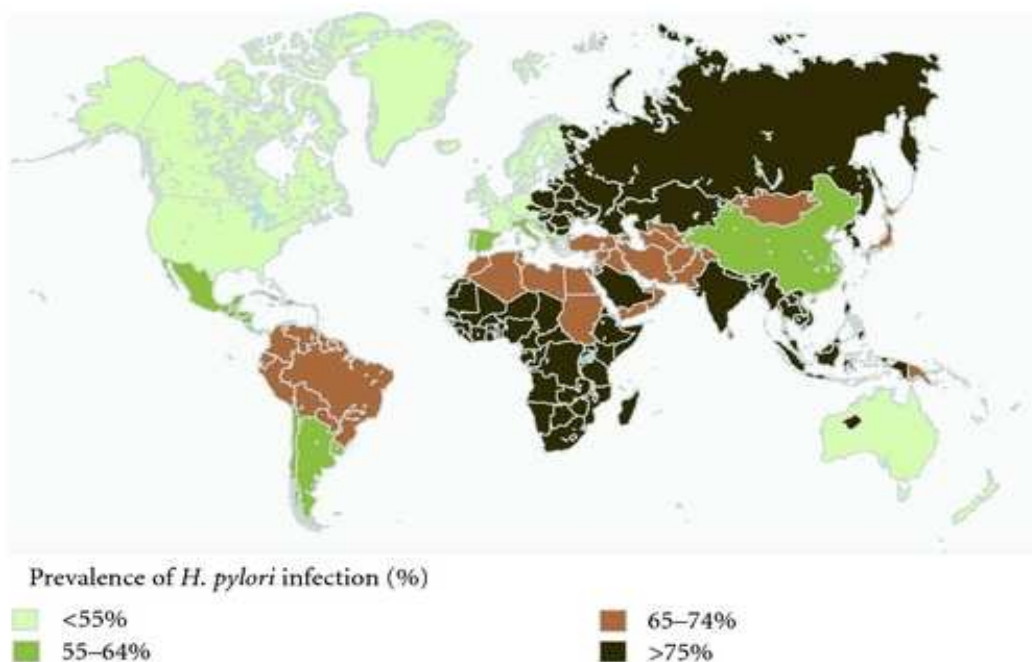 Prevalence of H. pylori infection (%)
<55%
55–64%
65–74%
>75%